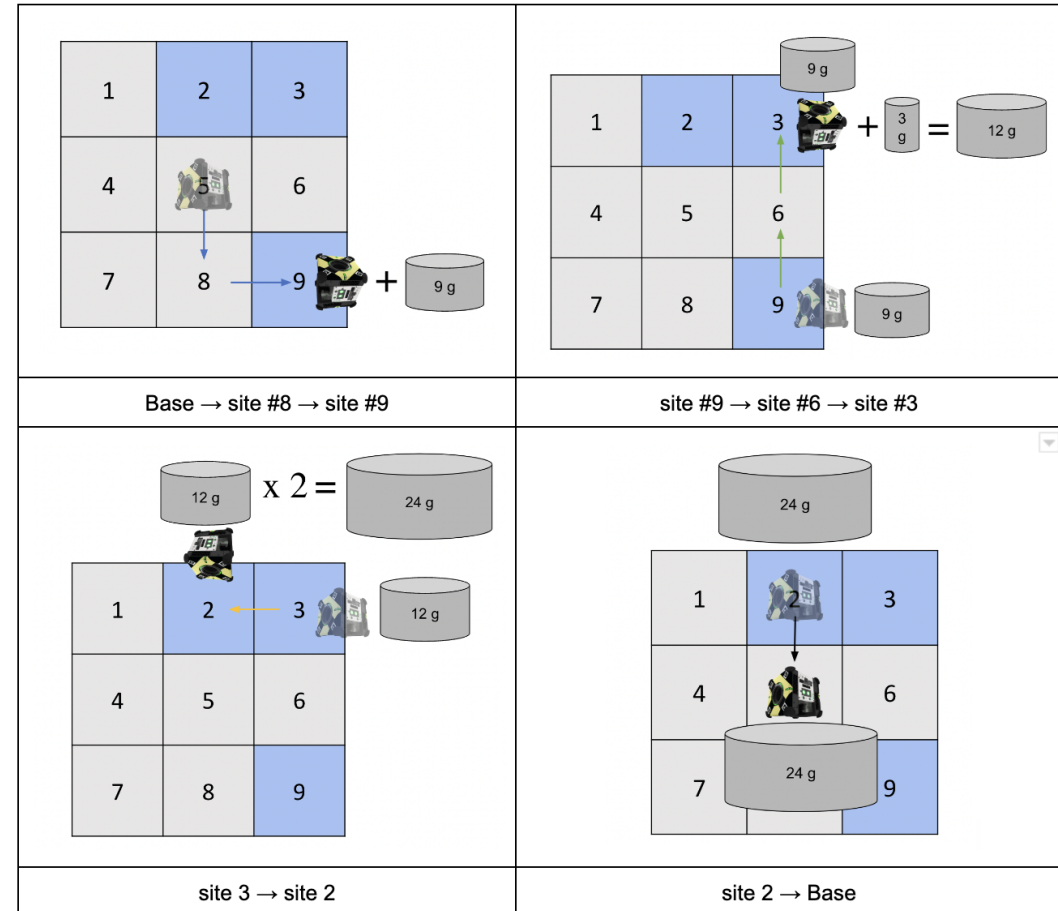 1 2 3
4 5 6
7 8 9 + 9 g
Base → site #8 → site #9
9 g
1 2 3 + 3 g = 12 g
4 5 6
7 8 9 9 g
site #9 → site #6 → site #3
12 g x 2 = 24 g
1 2 3 12 g
4 5 6
7 8 9
site 3 → site 2
24 g
1 2 3
4 6
7 24 g 9
site 2 → Base